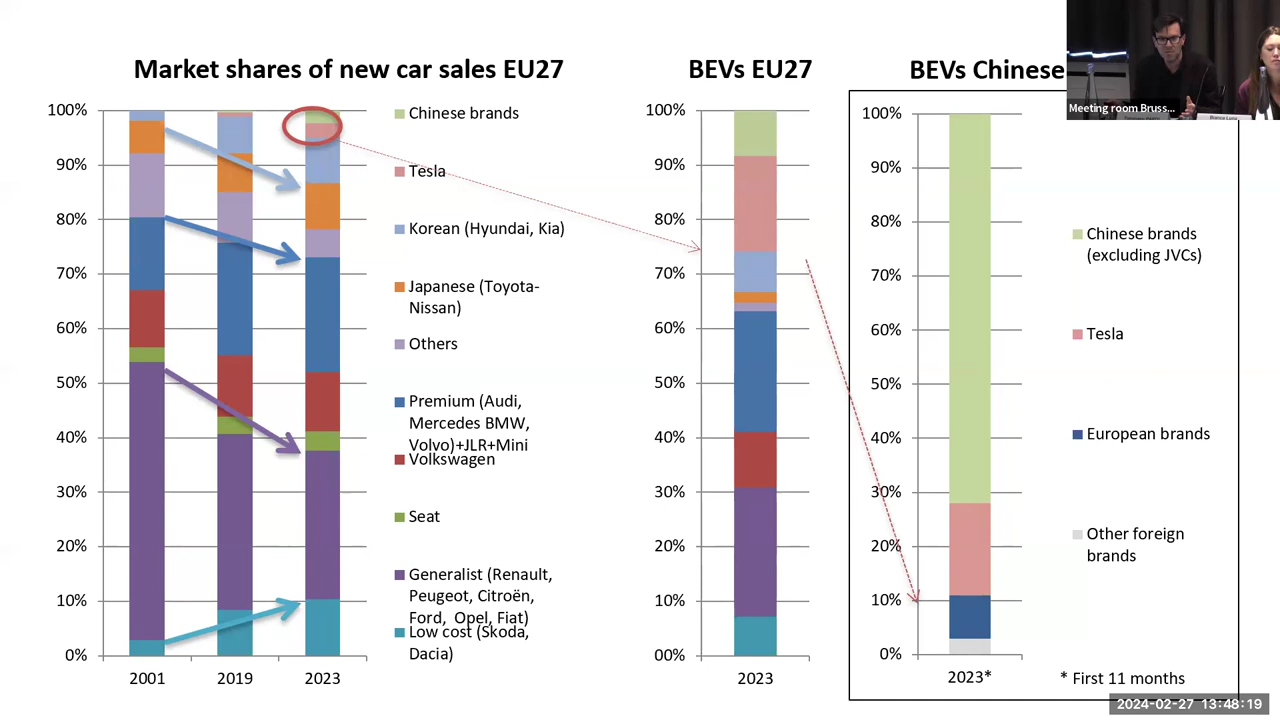 Market shares of new car sales EU27
100%
90%
80%
70%
60%
50%
40%
30%
20%
10%
0%
2001
2019
2023
Chinese brands
Tesla
Korean (Hyundai, Kia)
Japanese (Toyota-
Nissan)
Others
Premium (Audi,
Mercedes BMW,
Volvo)+JLR+Mini
Volkswagen
Seat
Generalist (Renault,
Peugeot, Citroën,
Ford, Opel, Fiat)
Low cost (Skoda,
Dacia)
BEVs EU27
100%
90%
80%
70%
60%
50%
40%
30%
20%
10%
00%
2023
BEVs Chinese
100%
90%
80%
70%
60%
50%
40%
30%
20%
10%
0%
2023*
Chinese brands
(excluding JVCs)
Tesla
European brands
Other foreign
brands
* First 11 months
Meeting room Bruss...
2024-02-27 13:48:19